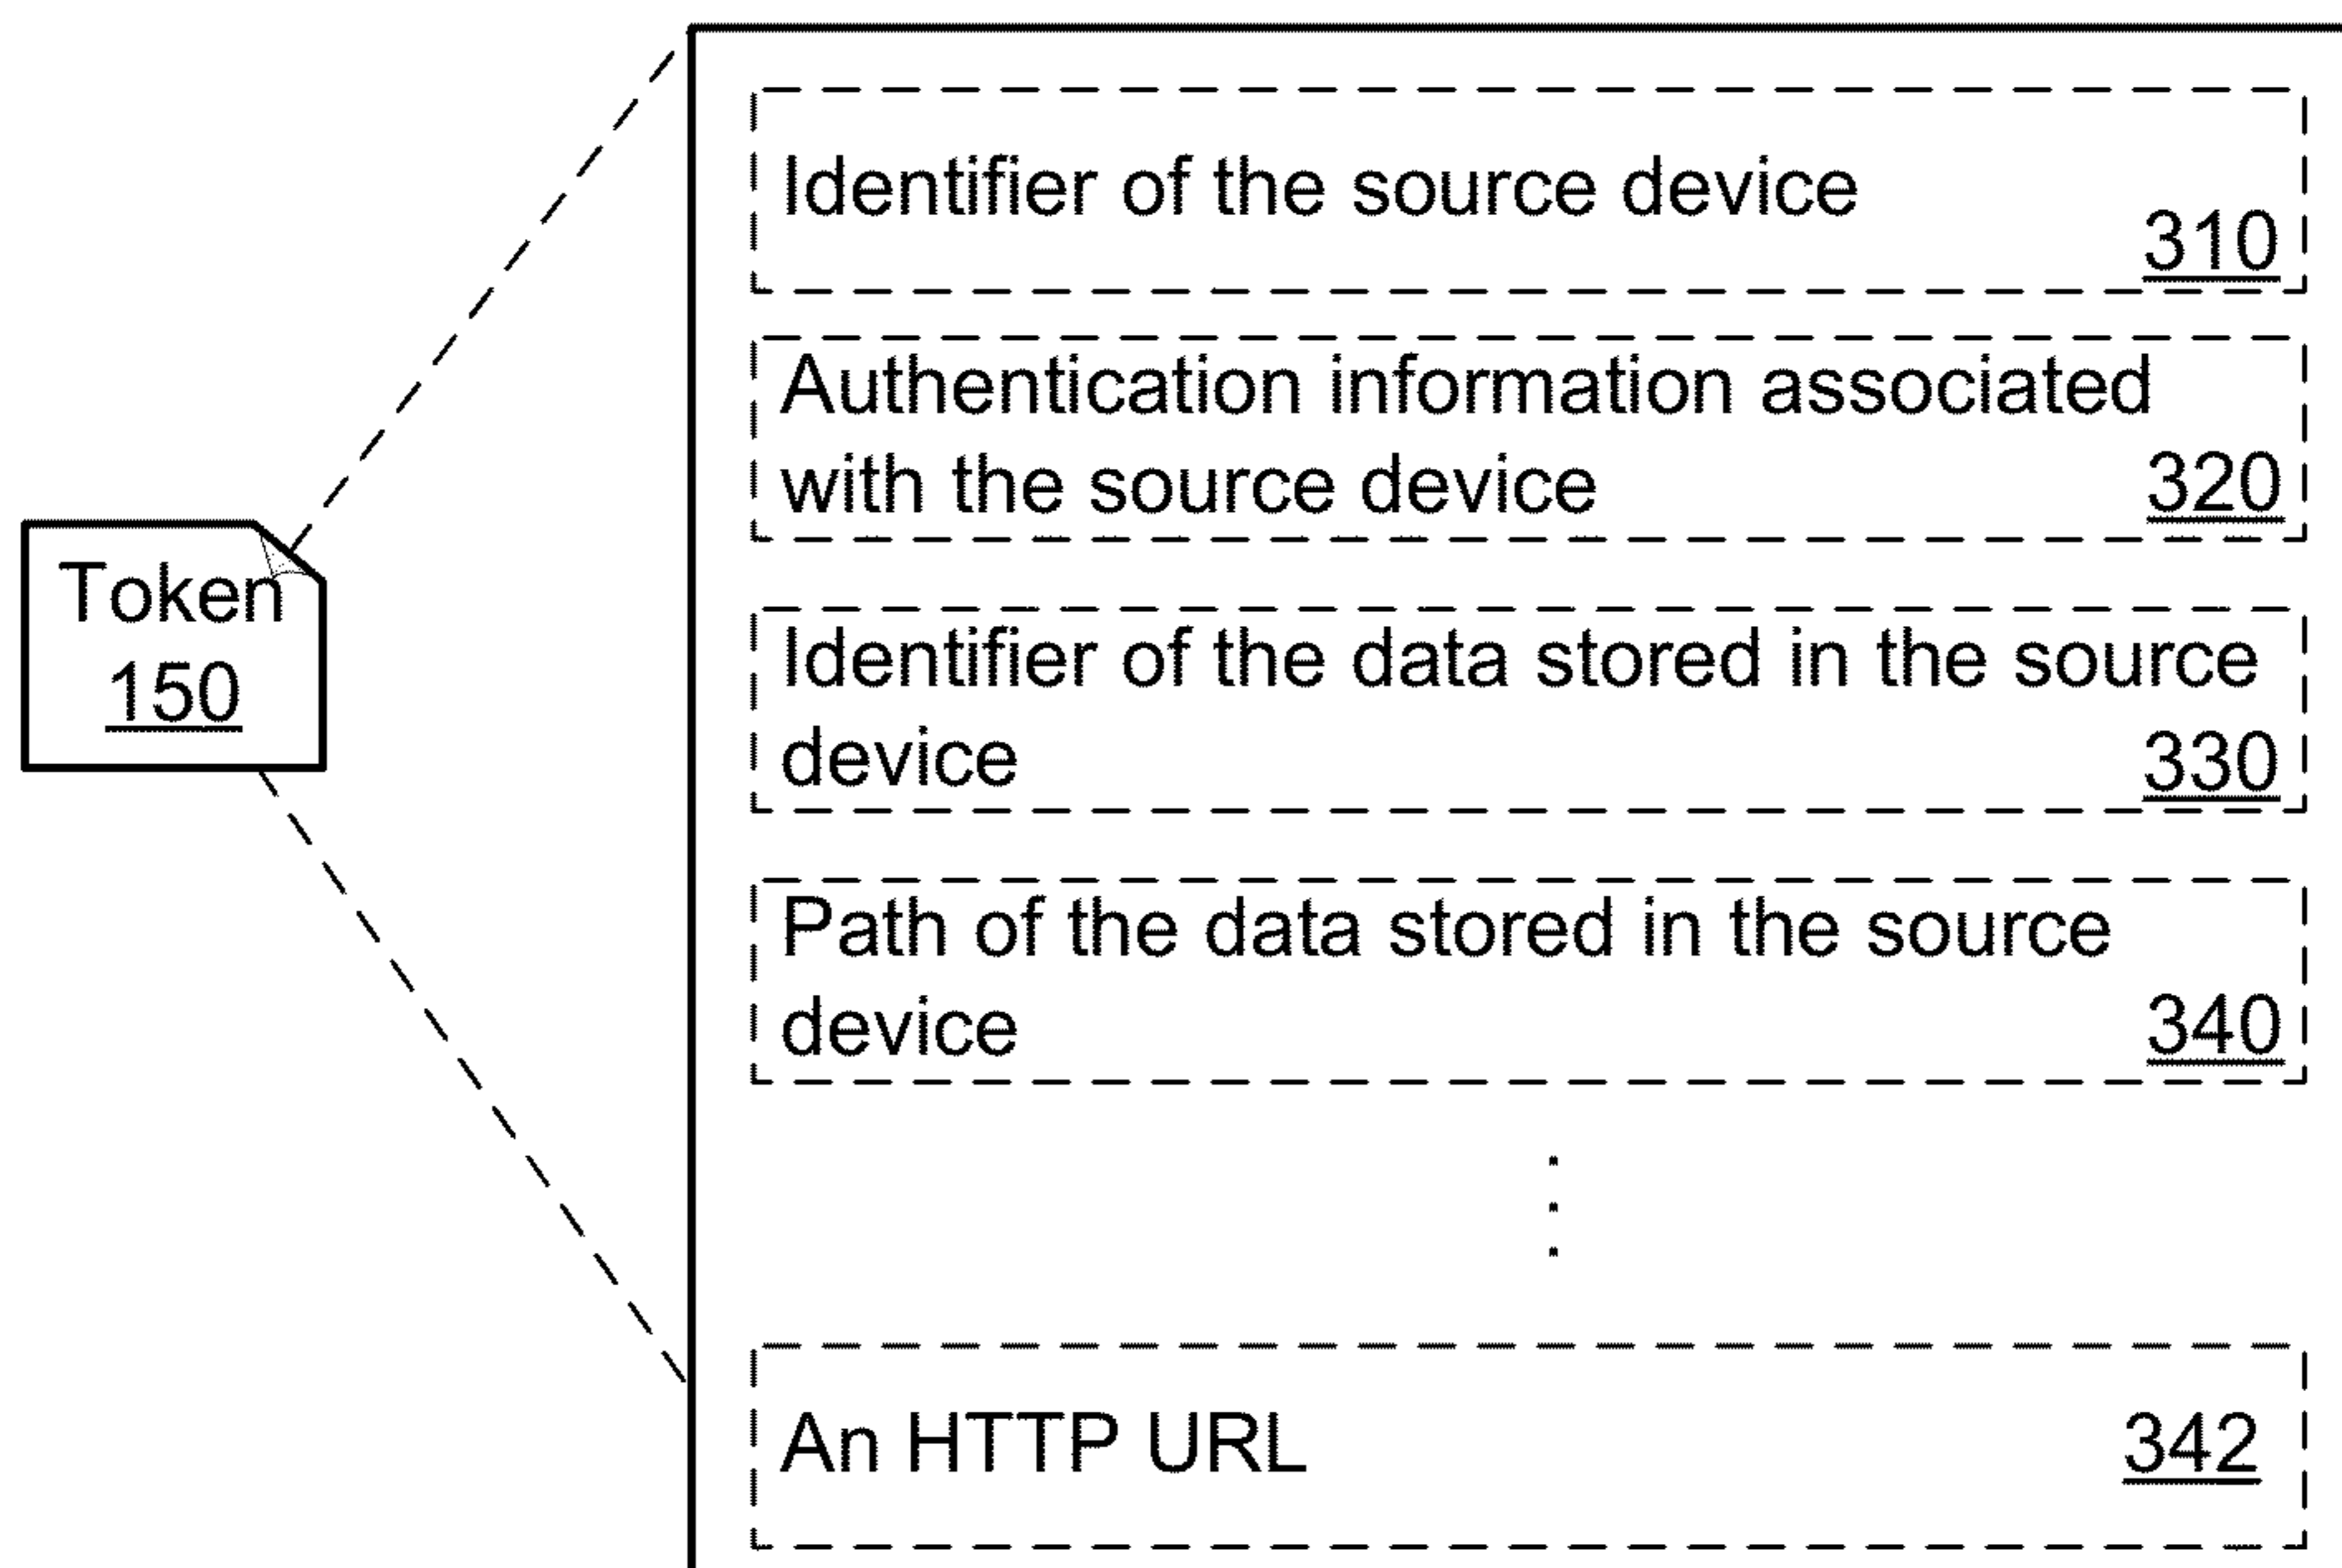 Identifier of the source device
310
Authentication information associated
with the source device 320
Token
150
Identifier of the data stored in the source
device 330
Path of the data stored in the source
device 340
An HTTP URL 342